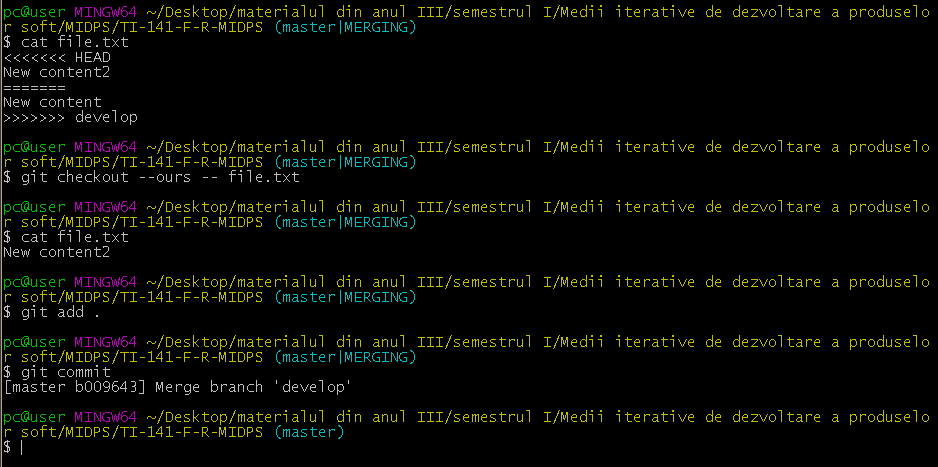 pc@user MINGW64 ~/Desktop/materialul din anul III/semestrul I/Medii iterative de dezvoltare a produselo
r soft/MIDPS/TI-141-F-R-MIDPS (master|MERGING)
$ cat file.txt
<<<<<<< HEAD
New content2
=======
New content
>>>>>>> develop
pc@user MINGW64 ~/Desktop/materialul din anul III/semestrul I/Medii iterative de dezvoltare a produselo
r soft/MIDPS/TI-141-F-R-MIDPS (master|MERGING)
$ git checkout --ours -- file.txt
pc@user MINGW64 ~/Desktop/materialul din anul III/semestrul I/Medii iterative de dezvoltare a produselo
r soft/MIDPS/TI-141-F-R-MIDPS (master|MERGING)
$ cat file.txt
New content2
pc@user MINGW64 ~/Desktop/materialul din anul III/semestrul I/Medii iterative de dezvoltare a produselo
r soft/MIDPS/TI-141-F-R-MIDPS (master|MERGING)
$ git add .
pc@user MINGW64 ~/Desktop/materialul din anul III/semestrul I/Medii iterative de dezvoltare a produselo
r soft/MIDPS/TI-141-F-R-MIDPS (master|MERGING)
$ git commit
[master b009643] Merge branch 'develop'
pc@user MINGW64 ~/Desktop/materialul din anul III/semestrul I/Medii iterative de dezvoltare a produselo
r soft/MIDPS/TI-141-F-R-MIDPS (master)
$